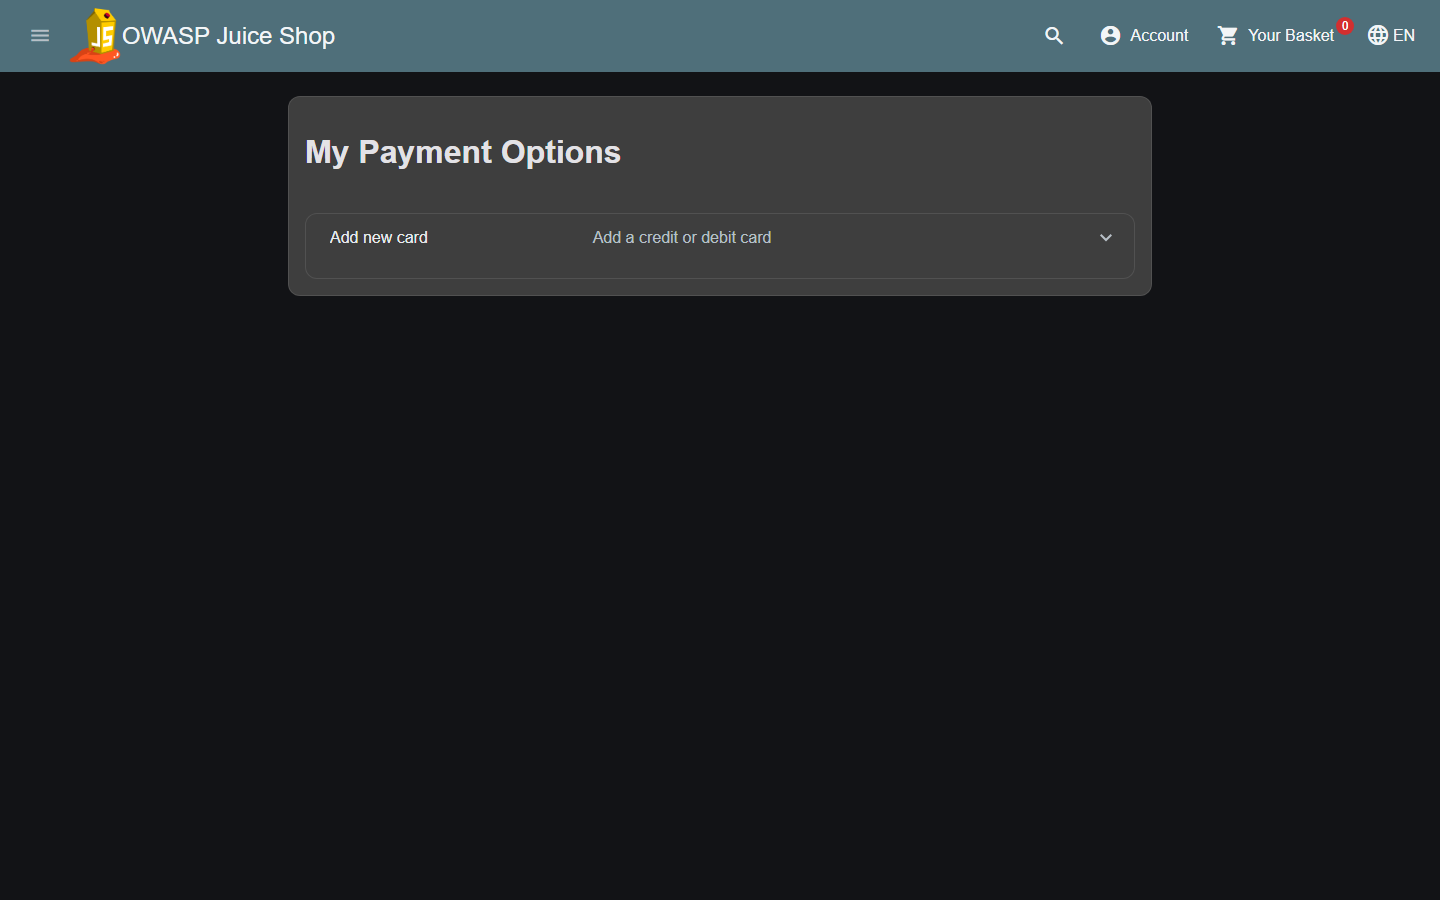 OWASP Juice Shop
Account
Your Basket
0
EN
My Payment Options
Add new card
Add a credit or debit card